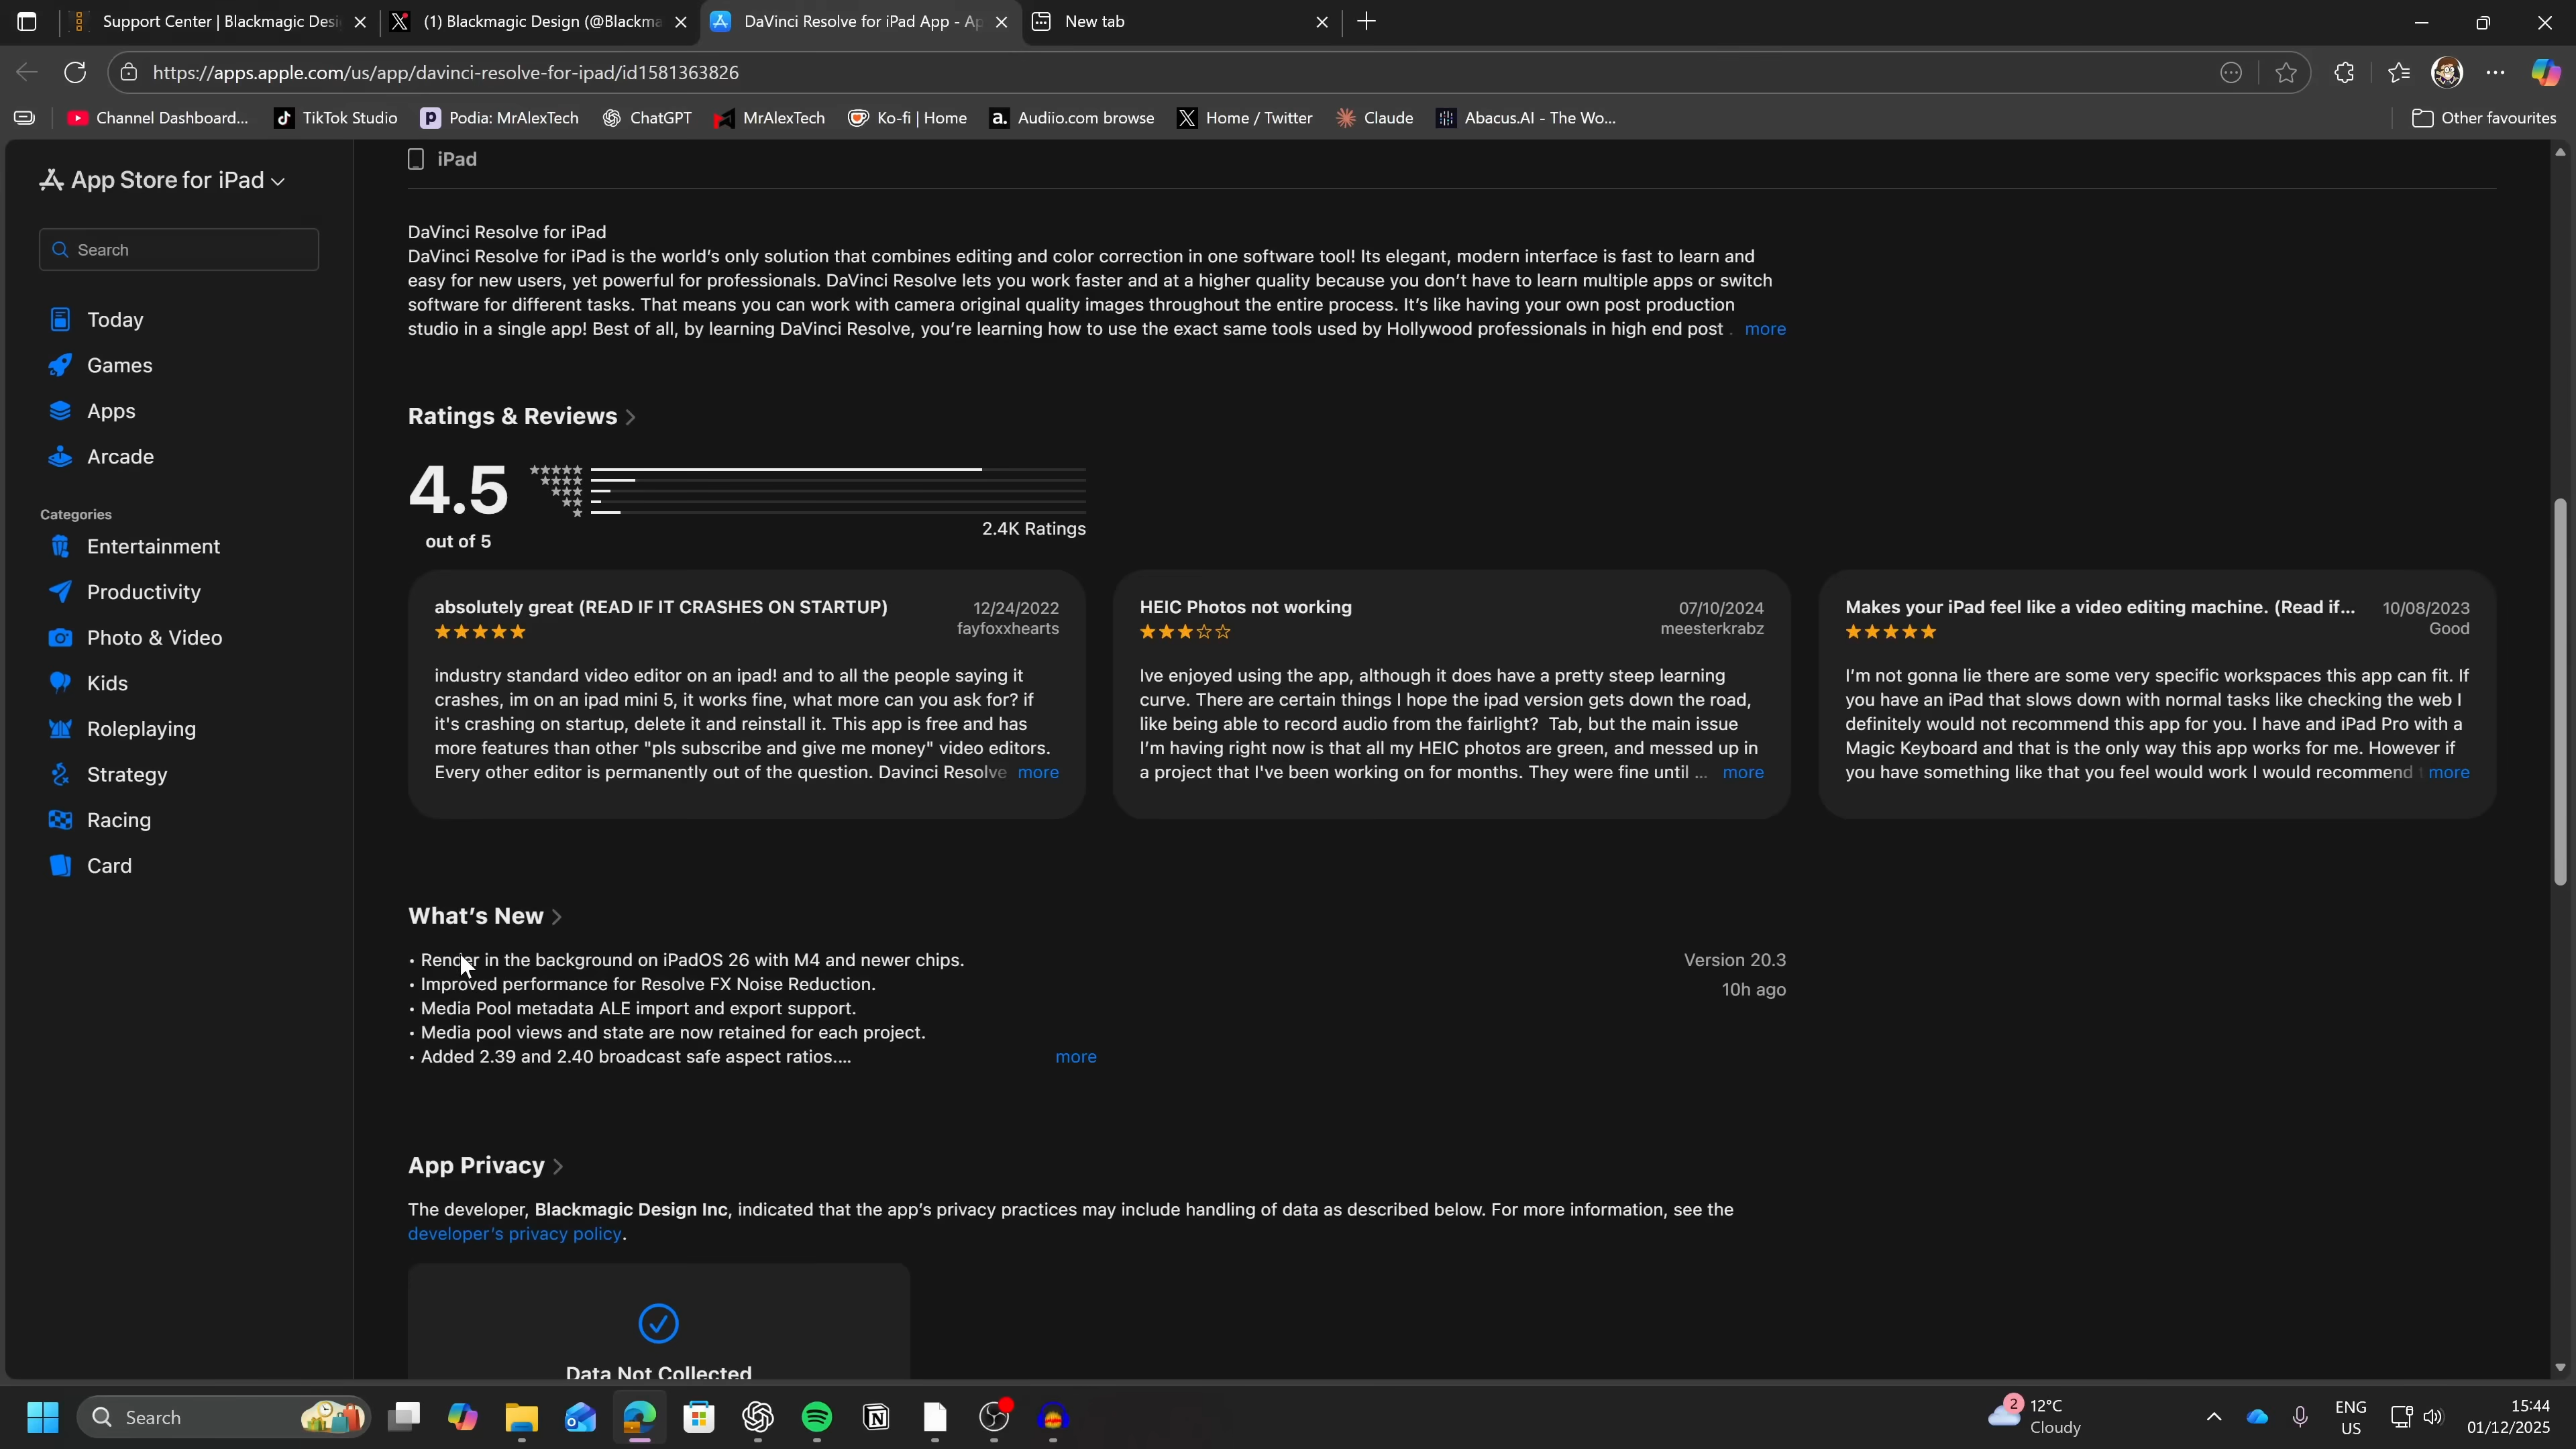 Support Center | Blackmagic Desi
(1) Blackmagic Design (@Blackma
DaVinci Resolve for iPad App - Ap
New tab
https://apps.apple.com/us/app/davinci-resolve-for-ipad/id1581363826
Channel Dashboard...
TikTok Studio
Podia: MrAlexTech
ChatGPT
MrAlexTech
Ko-fi | Home
Audiio.com browse
Home / Twitter
Claude
Abacus.AI - The Wo...
Other favourites
App Store for iPad
Search
Today
Games
Apps
Arcade
Categories
Entertainment
Productivity
Photo & Video
Kids
Roleplaying
Strategy
Racing
Card
iPad
DaVinci Resolve for iPad
DaVinci Resolve for iPad is the world's only solution that combines editing and color correction in one software tool! Its elegant, modern interface is fast to learn and
easy for new users, yet powerful for professionals. DaVinci Resolve lets you work faster and at a higher quality because you don't have to learn multiple apps or switch
software for different tasks. That means you can work with camera original quality images throughout the entire process. It's like having your own post production
studio in a single app! Best of all, by learning DaVinci Resolve, you're learning how to use the exact same tools used by Hollywood professionals in high end post . more
Ratings & Reviews
4.5
out of 5
2.4K Ratings
absolutely great (READ IF IT CRASHES ON STARTUP)
12/24/2022
fayfoxxhearts
industry standard video editor on an ipad! and to all the people saying it
crashes, im on an ipad mini 5, it works fine, what more can you ask for? if
it's crashing on startup, delete it and reinstall it. This app is free and has
more features than other "pls subscribe and give me money" video editors.
Every other editor is permanently out of the question. Davinci Resolve more
HEIC Photos not working
07/10/2024
meesterkrabz
Ive enjoyed using the app, although it does have a pretty steep learning
curve. There are certain things I hope the ipad version gets down the road,
like being able to record audio from the fairlight? Tab, but the main issue
I'm having right now is that all my HEIC photos are green, and messed up in
a project that I've been working on for months. They were fine until ... more
Makes your iPad feel like a video editing machine. (Read if...
10/08/2023
Good
I'm not gonna lie there are some very specific workspaces this app can fit. If
you have an iPad that slows down with normal tasks like checking the web I
definitely would not recommend this app for you. I have and iPad Pro with a
Magic Keyboard and that is the only way this app works for me. However if
you have something like that you feel would work I would recommend more
What's New
• Render in the background on iPadOS 26 with M4 and newer chips.
• Improved performance for Resolve FX Noise Reduction.
• Media Pool metadata ALE import and export support.
• Media pool views and state are now retained for each project.
• Added 2.39 and 2.40 broadcast safe aspect ratios.... more
Version 20.3
10h ago
App Privacy
The developer, Blackmagic Design Inc, indicated that the app's privacy practices may include handling of data as described below. For more information, see the
developer's privacy policy.
Data Not Collected
Search
2
12°C
Cloudy
ENG
US
15:44
01/12/2025